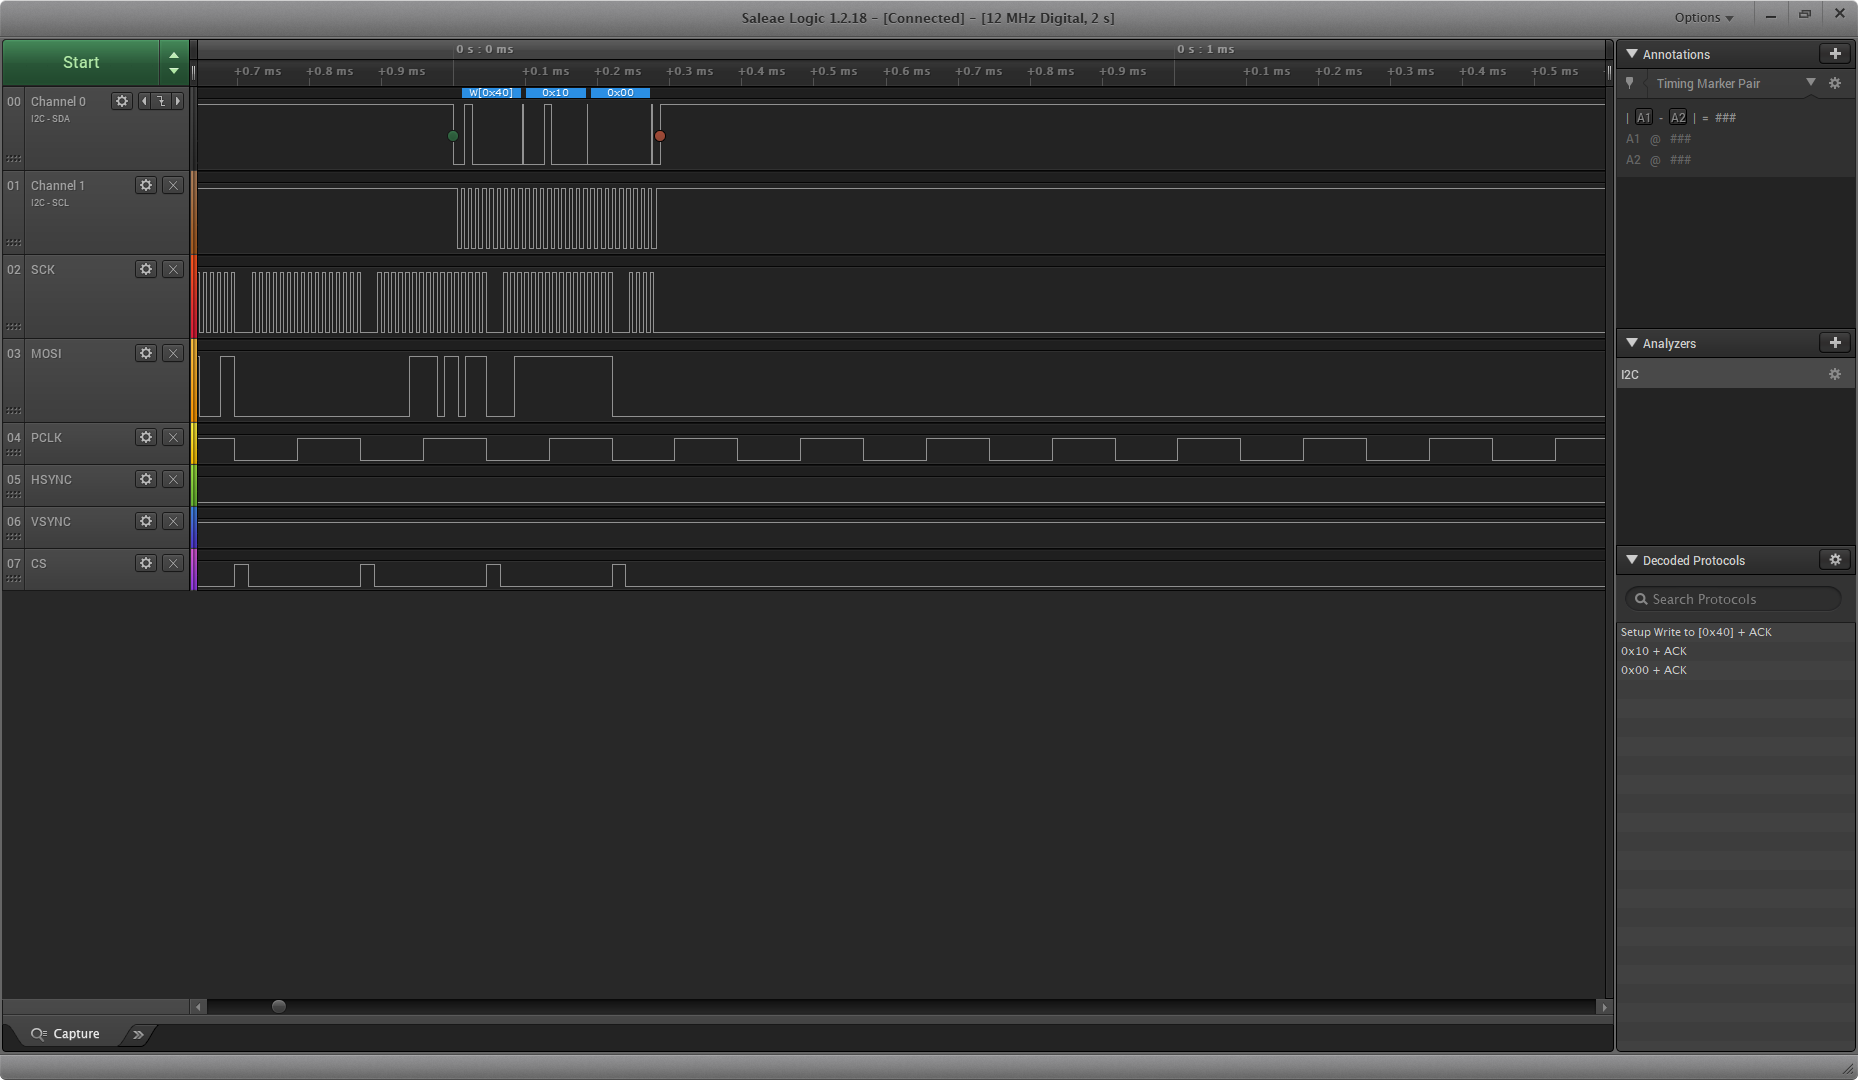 Saleae Logic 1.2.18 - [Connected] - [12 MHz Digital, 2 s]
Options
Start
0 s : 0 ms
0 s : 1 ms
+0.7 ms +0.8 ms +0.9 ms +0.1 ms +0.2 ms +0.3 ms +0.4 ms +0.5 ms +0.6 ms +0.7 ms +0.8 ms +0.9 ms +0.1 ms +0.2 ms +0.3 ms +0.4 ms +0.5 ms
W[0x40] 0x10 0x00
00 Channel 0
I2C - SDA
01 Channel 1
I2C - SCL
02 SCK
03 MOSI
04 PCLK
05 HSYNC
06 VSYNC
07 CS
Capture
Annotations
Timing Marker Pair
| A1 - A2 | = ###
A1 @ ###
A2 @ ###
Analyzers
I2C
Decoded Protocols
Search Protocols
Setup Write to [0x40] + ACK
0x10 + ACK
0x00 + ACK